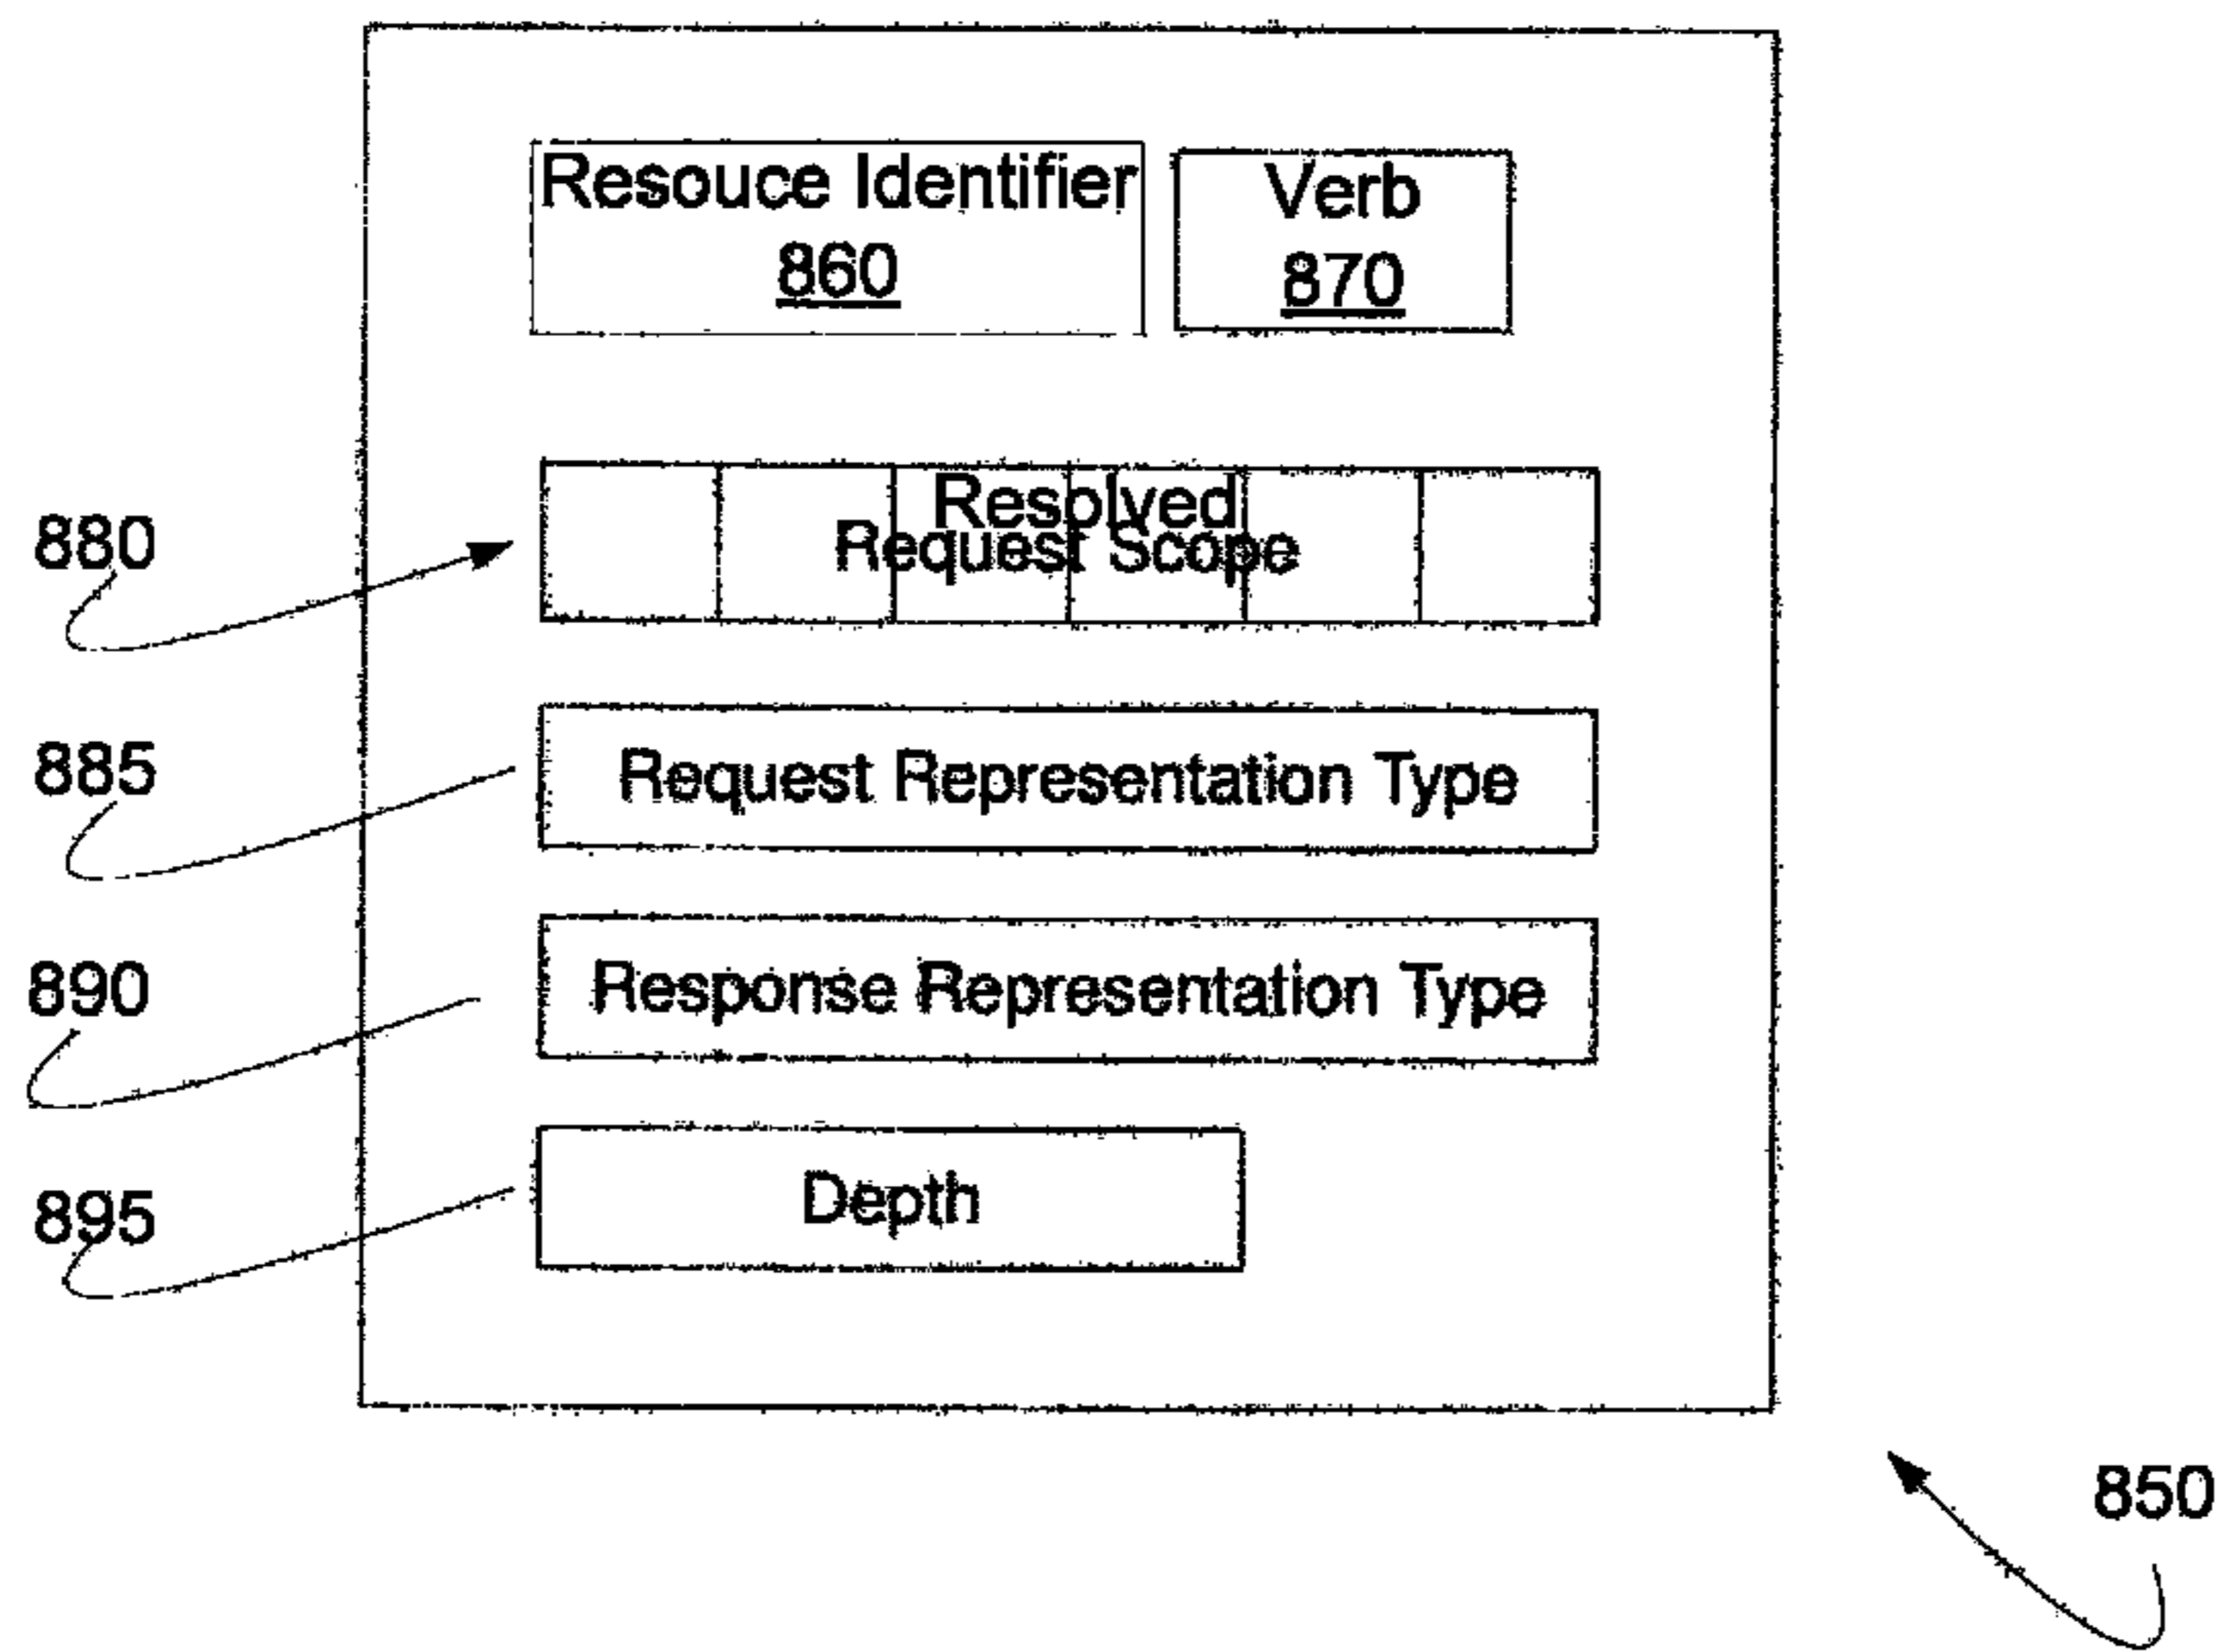 Resouce Identifier
860
Verb
870
Resolved
Request Scope
880
Request Representation Type
885
Response Representation Type
890
Depth
895
850